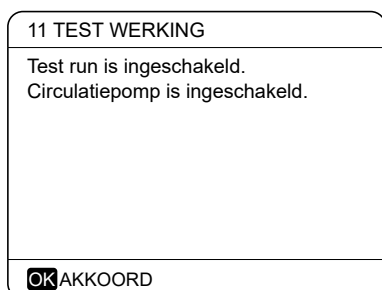 11 TEST WERKING
Test run is ingeschakeld.
Circulatiepomp is ingeschakeld.
OK AKKOORD